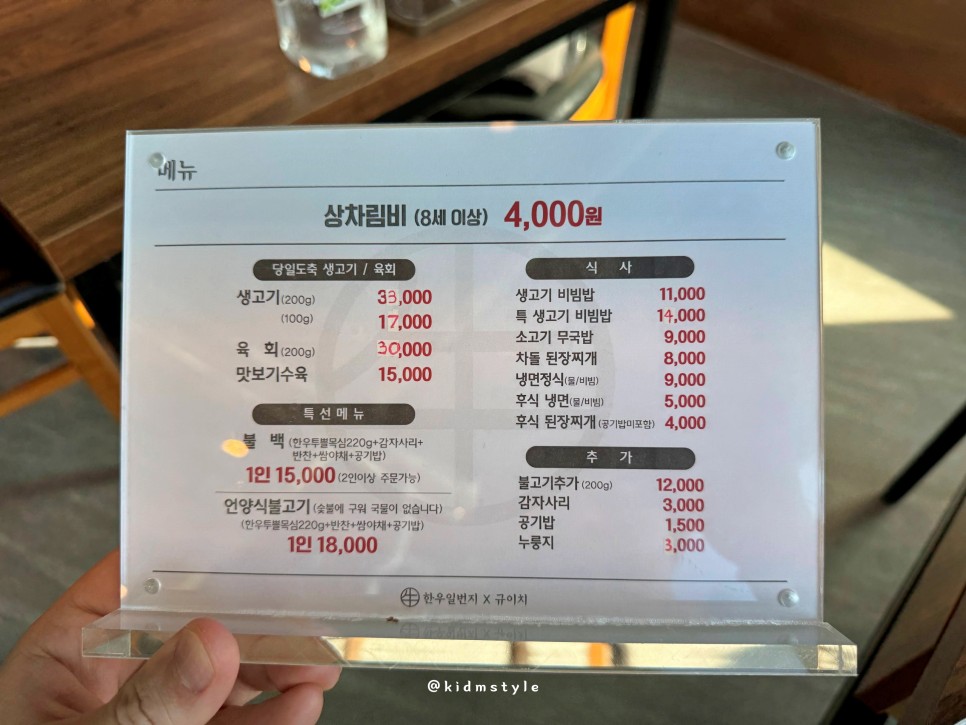 메뉴
상차림비 (8세 이상) 4,000원
당일도축 생고기 / 육회
생고기(200g) 33,000
(100g) 17,000
육 회(200g) 30,000
맛보기수육 15,000
특선메뉴
불 백 (한우투뿔목심220g+감자사리+
반찬+쌈야채+공기밥)
1인 15,000 (2인이상 주문가능)
언양식불고기 (숯불에 구워 국물이 없습니다)
(한우투뿔목심220g+반찬+쌈야채+공기밥)
1인 18,000
식 사
생고기 비빔밥 11,000
특 생고기 비빔밥 14,000
소고기 무국밥 9,000
차돌 된장찌개 8,000
냉면정식(물/비빔) 9,000
후식 냉면(물/비빔) 5,000
후식 된장찌개 (공기밥미포함) 4,000
추 가
불고기추가 (200g) 12,000
감자사리 3,000
공기밥 1,500
누룽지 3,000
한우일번지 X 규이치
@kidmstyle